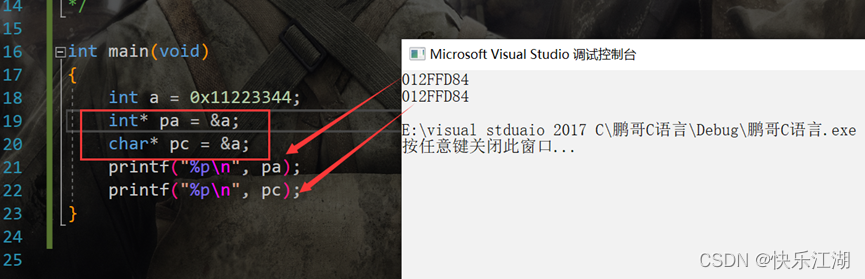 14 */
15
16 int main(void)
17 {
18 int a = 0x11223344;
19 int* pa = &a;
20 char* pc = &a;
21 printf("%p\n", pa);
22 printf("%p\n", pc);
23 }
24
25
Microsoft Visual Studio 调试控制台
012FFD84
012FFD84
E:\visual stduaio 2017 C\鹏哥C语言\Debug\鹏哥C语言.exe
按任意键关闭此窗口...
CSDN @快乐江湖